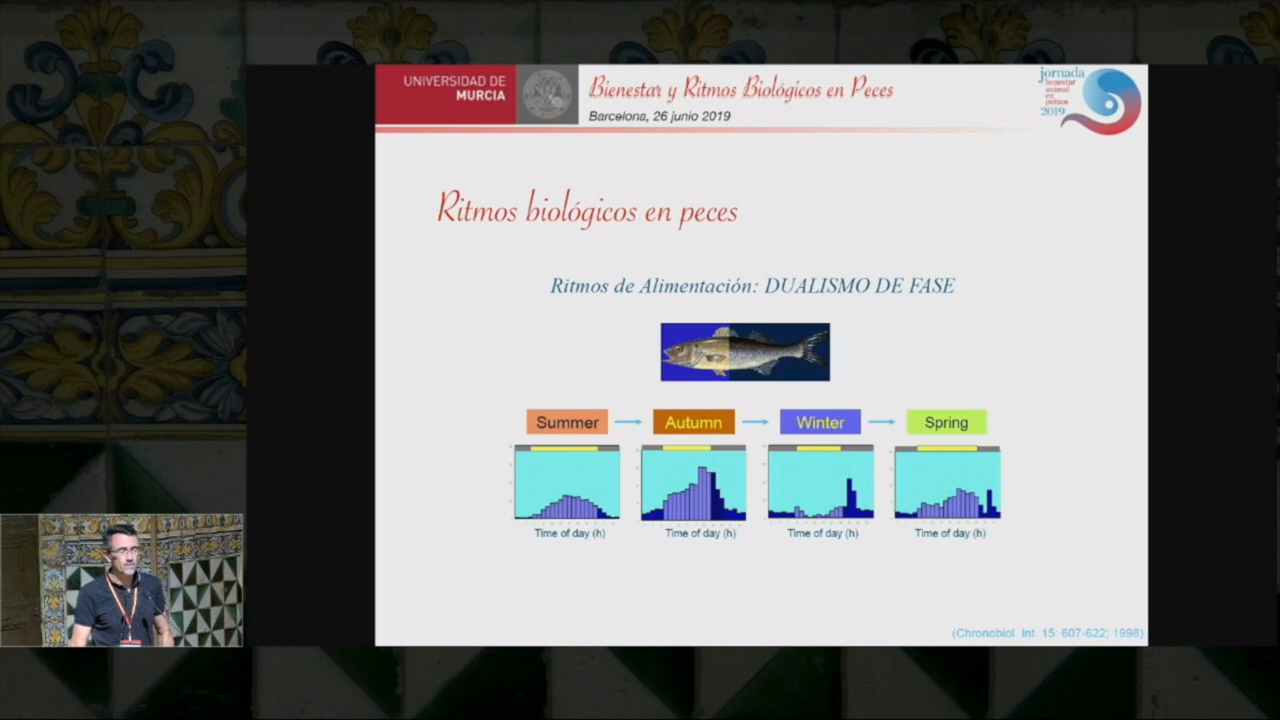 UNIVERSIDAD DE
MURCIA
Bienestar y Ritmos Biológicos en Peces
Barcelona, 26 junio 2019
jornada
bienestar
animal
en
peixos
2019
Ritmos biológicos en peces
Ritmos de Alimentación: DUALISMO DE FASE
Summer
Autumn
Winter
Spring
Time of day (h)
Time of day (h)
Time of day (h)
Time of day (h)
(Chronobiol. Int. 15: 607-622; 1998)